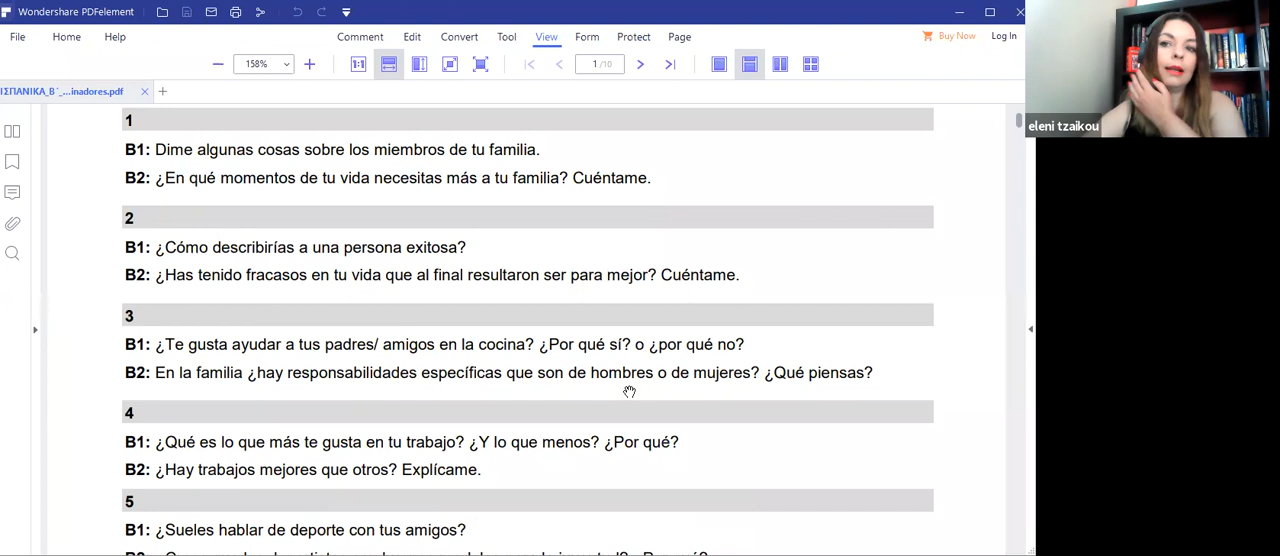 Wondershare PDFelement
File Home Help Comment Edit Convert Tool View Form Protect Page Buy Now Log In
158% 1:1 1 /10
ΙΣΠΑΝΙΚΑ_Β΄_...inadores.pdf
eleni tzaikou
1
B1: Dime algunas cosas sobre los miembros de tu familia.
B2: ¿En qué momentos de tu vida necesitas más a tu familia? Cuéntame.
2
B1: ¿Cómo describirías a una persona exitosa?
B2: ¿Has tenido fracasos en tu vida que al final resultaron ser para mejor? Cuéntame.
3
B1: ¿Te gusta ayudar a tus padres/ amigos en la cocina? ¿Por qué sí? o ¿por qué no?
B2: En la familia ¿hay responsabilidades específicas que son de hombres o de mujeres? ¿Qué piensas?
4
B1: ¿Qué es lo que más te gusta en tu trabajo? ¿Y lo que menos? ¿Por qué?
B2: ¿Hay trabajos mejores que otros? Explícame.
5
B1: ¿Sueles hablar de deporte con tus amigos?